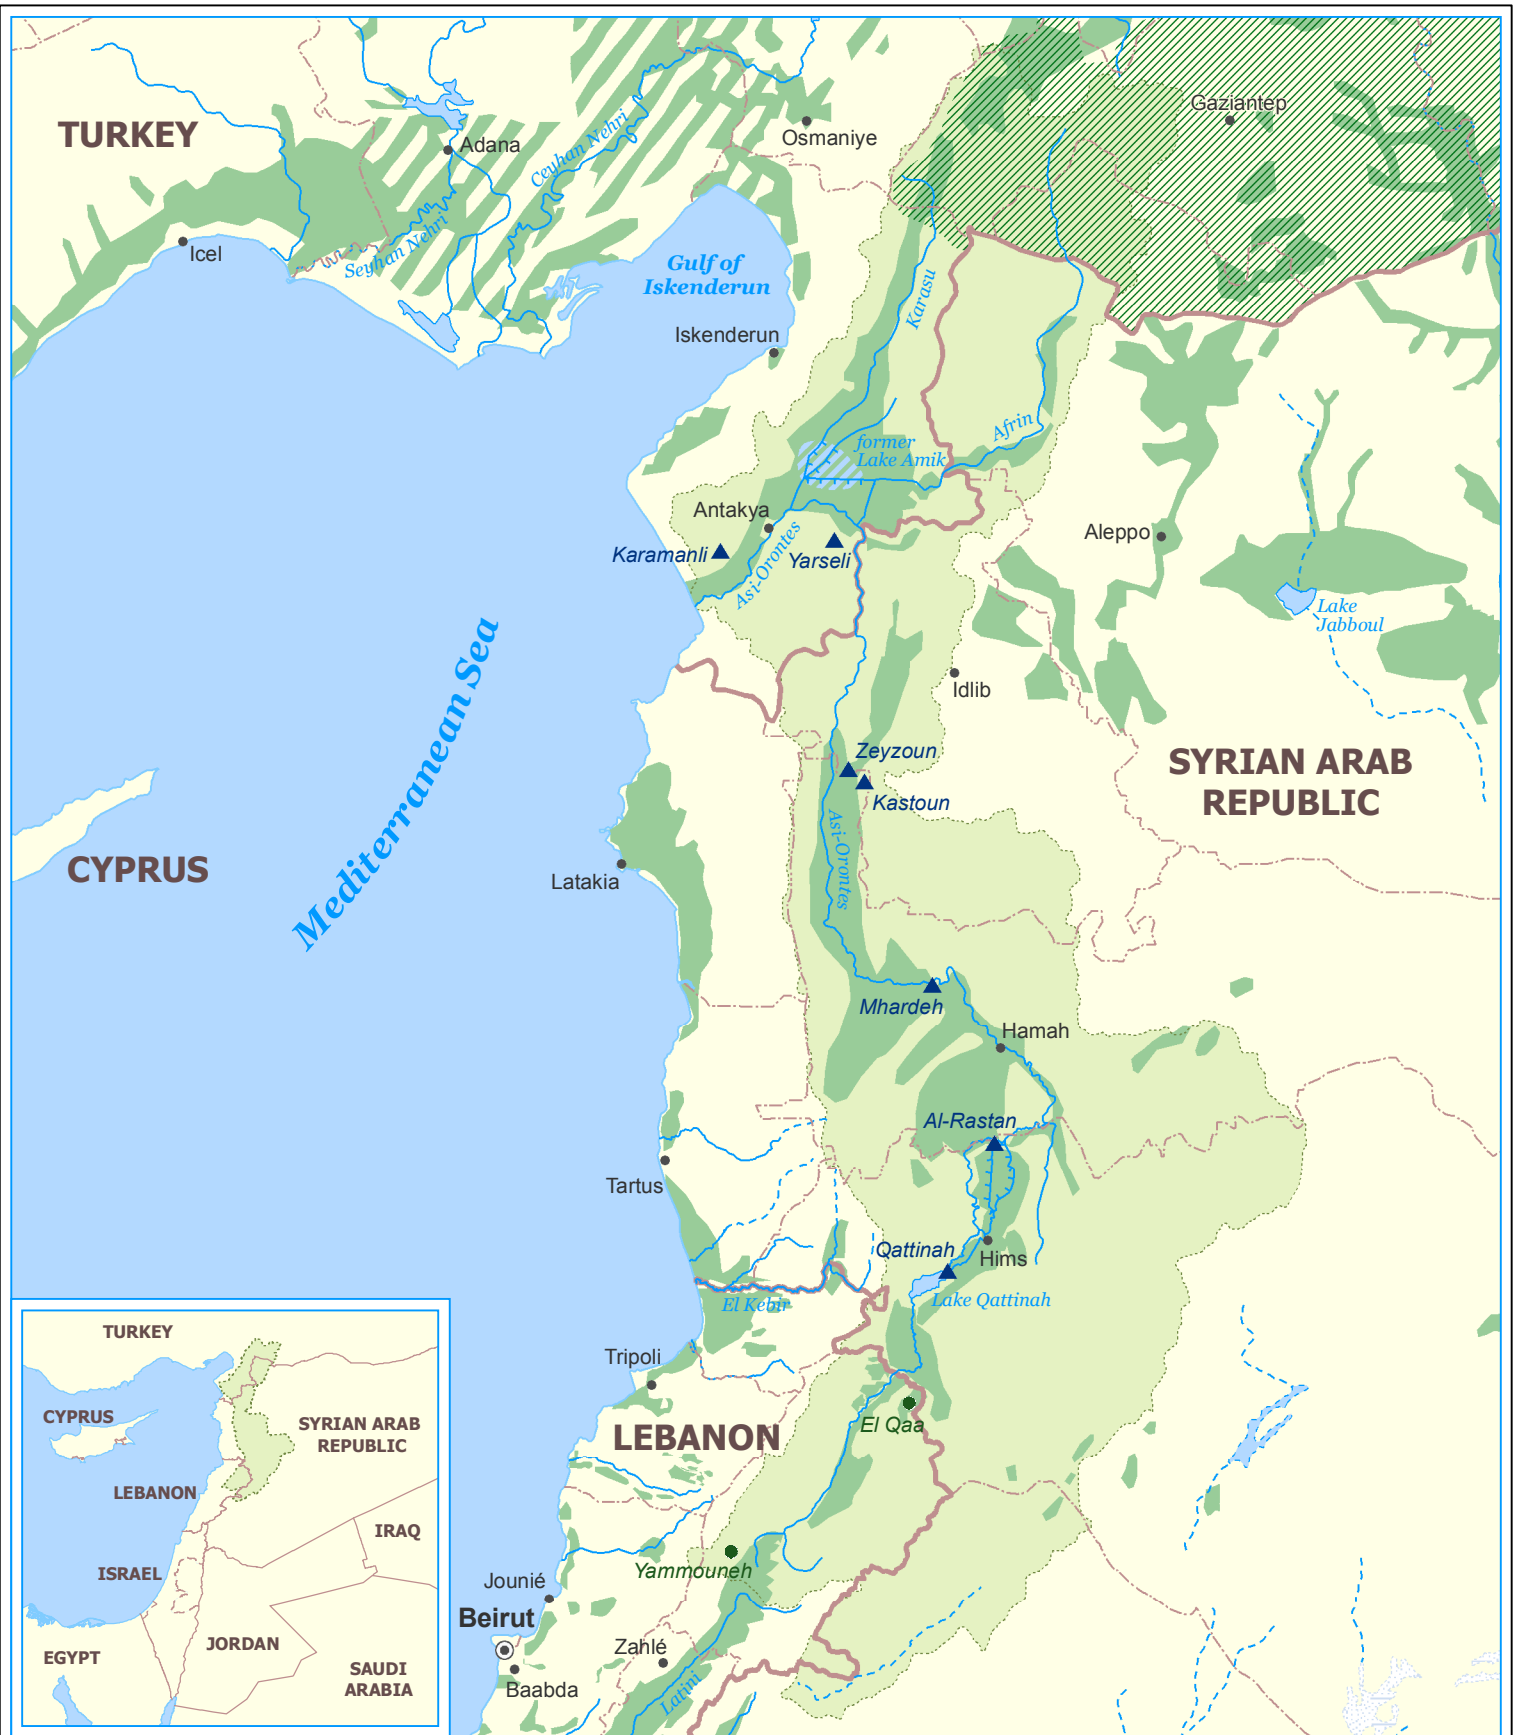 Gaziantep
TURKEY
Osmaniye
Adana
Ceyhan Nehri
Icel
Seyhan Nehri
Gulf of
Iskenderun
Karasu
Iskenderun
Afrin
former
Lake Amik
Antakya
Aleppo
Karamanli
Yarseli
Asi-Orontes
Lake
Jabboul
Mediterranean Sea
Idlib
Zeyzoun
SYRIAN ARAB
REPUBLIC
Kastoun
CYPRUS
Asi-Orontes
Latakia
Mhardeh
Hamah
Al-Rastan
Tartus
Qattinah
Hims
Lake Qattinah
El Kebir
Tripoli
El Qaa
LEBANON
Yammouneh
Jounié
Beirut
Zahlé
Baabda
Latini
TURKEY
CYPRUS
SYRIAN ARAB
REPUBLIC
LEBANON
IRAQ
ISRAEL
JORDAN
EGYPT
SAUDI
ARABIA